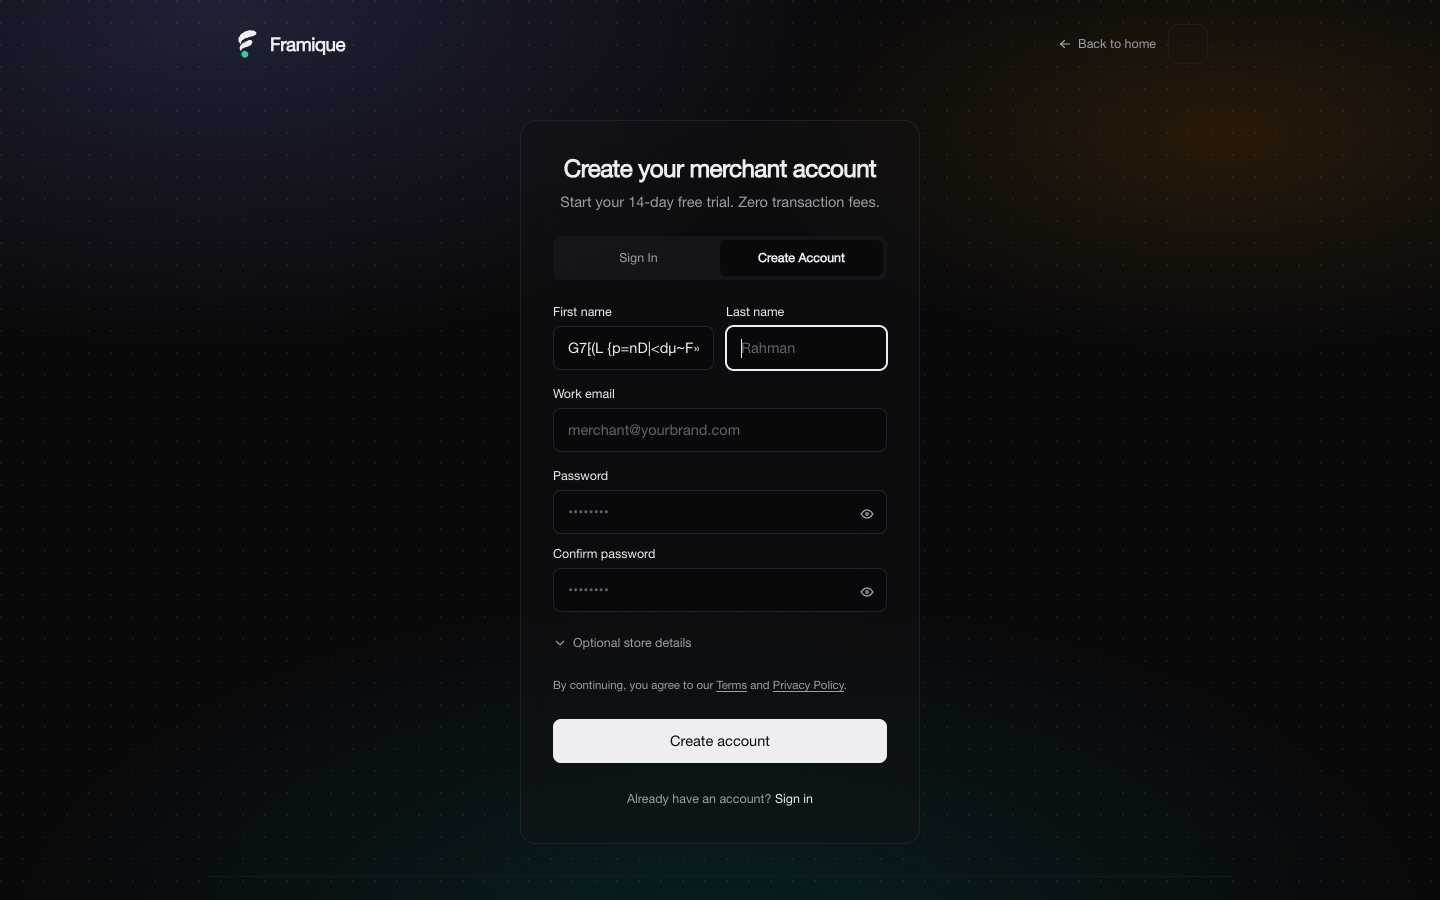 Framique
Back to home
Create your merchant account
Start your 14-day free trial. Zero transaction fees.
Sign In
Create Account
First name
Last name
G7[(L {p=nD|<dµ~F»
Rahman
Work email
merchant@yourbrand.com
Password
••••••••
Confirm password
••••••••
Optional store details
By continuing, you agree to our Terms and Privacy Policy.
Create account
Already have an account? Sign in